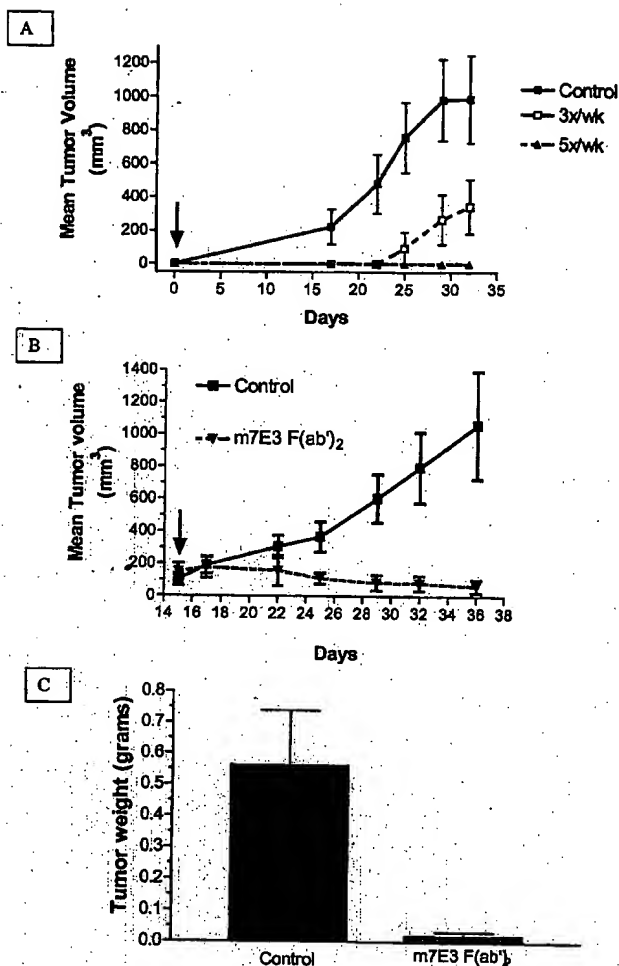 A
Mean Tumor Volume
(mm³)
1000
800
600
400
200
0
0
5
10
15
20
25
30
35
Days
Control
3x/wk
5x/wk
B
Mean Tumor volume
(mm³)
1400
1200
1000
800
600
400
200
0
14
16
18
20
22
24
26
28
30
32
34
36
38
Days
Control
m7E3 F(ab')₂
C
Tumor weight (grams)
0.8
0.7
0.6
0.5
0.4
0.3
0.2
0.1
0.0
Control
m7E3 F(ab')₂